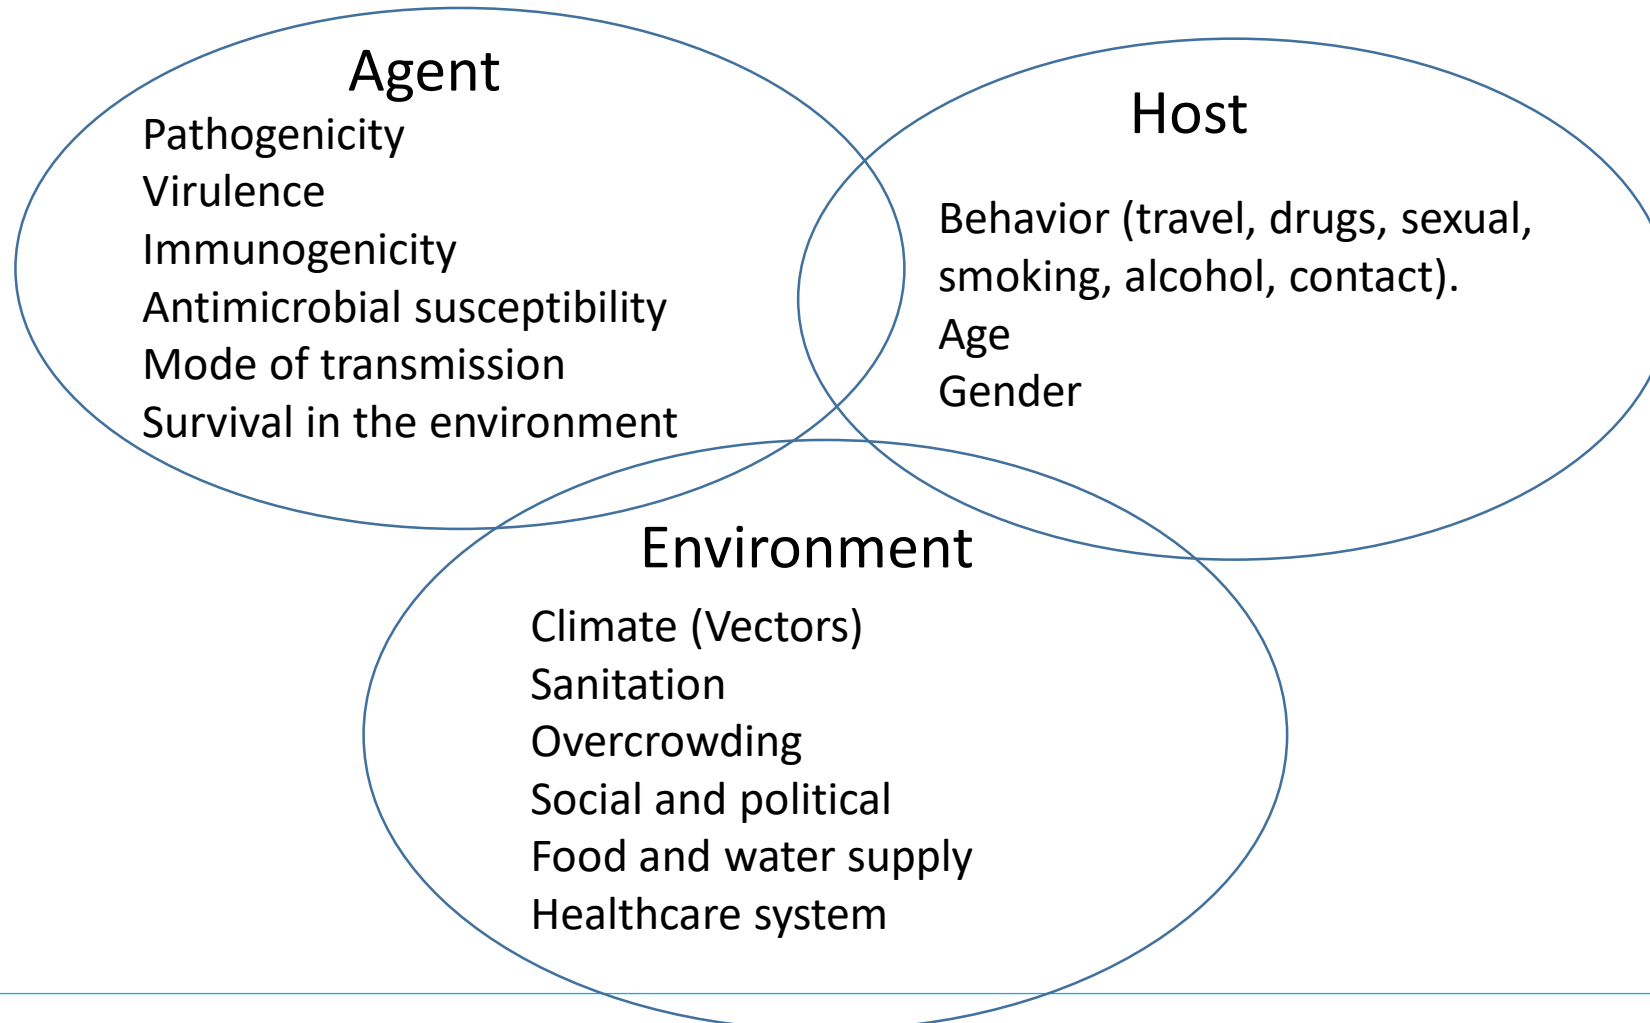 Agent
Pathogenicity
Virulence
Immunogenicity
Antimicrobial susceptibility
Mode of transmission
Survival in the environment
Host
Behavior (travel, drugs, sexual,
smoking, alcohol, contact).
Age
Gender
Environment
Climate (Vectors)
Sanitation
Overcrowding
Social and political
Food and water supply
Healthcare system